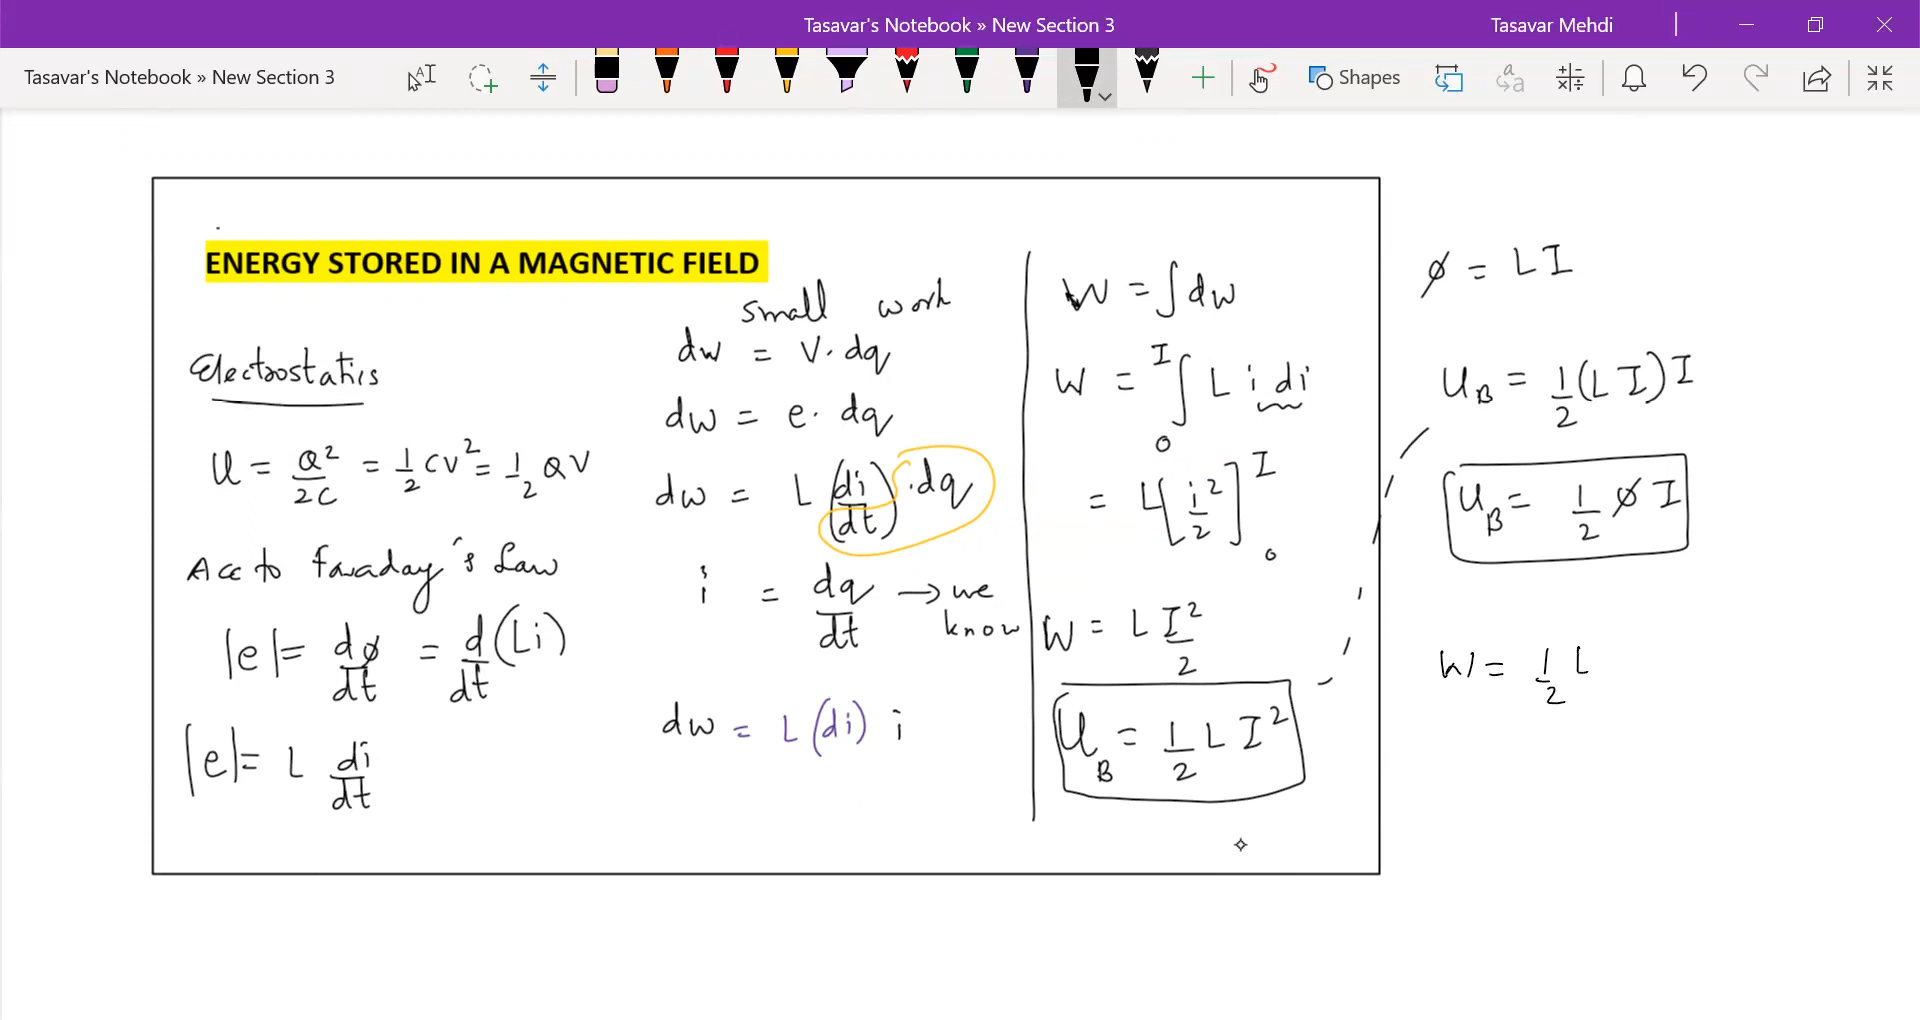 Tasavar's Notebook » New Section 3
Tasavar Mehdi
Tasavar's Notebook » New Section 3
Shapes
ENERGY STORED IN A MAGNETIC FIELD
Electrostatics
U = Q²/2C = 1/2 CV² = 1/2 QV
Acc to Faraday's Law
|e| = dφ/dt = d/dt (Li)
|e| = L di/dt
small work
dw = V· dq
dw = e· dq
dw = L (di/dt) · dq
i = dq/dt → we know
dw = L (di) i
W = ∫ dw
W = ∫₀ᴵ L i di
= L [i²/2]₀ᴵ
W = L I²/2
U_B = 1/2 L I²
φ = L I
U_B = 1/2 (L I) I
U_B = 1/2 φ I
W = 1/2 L